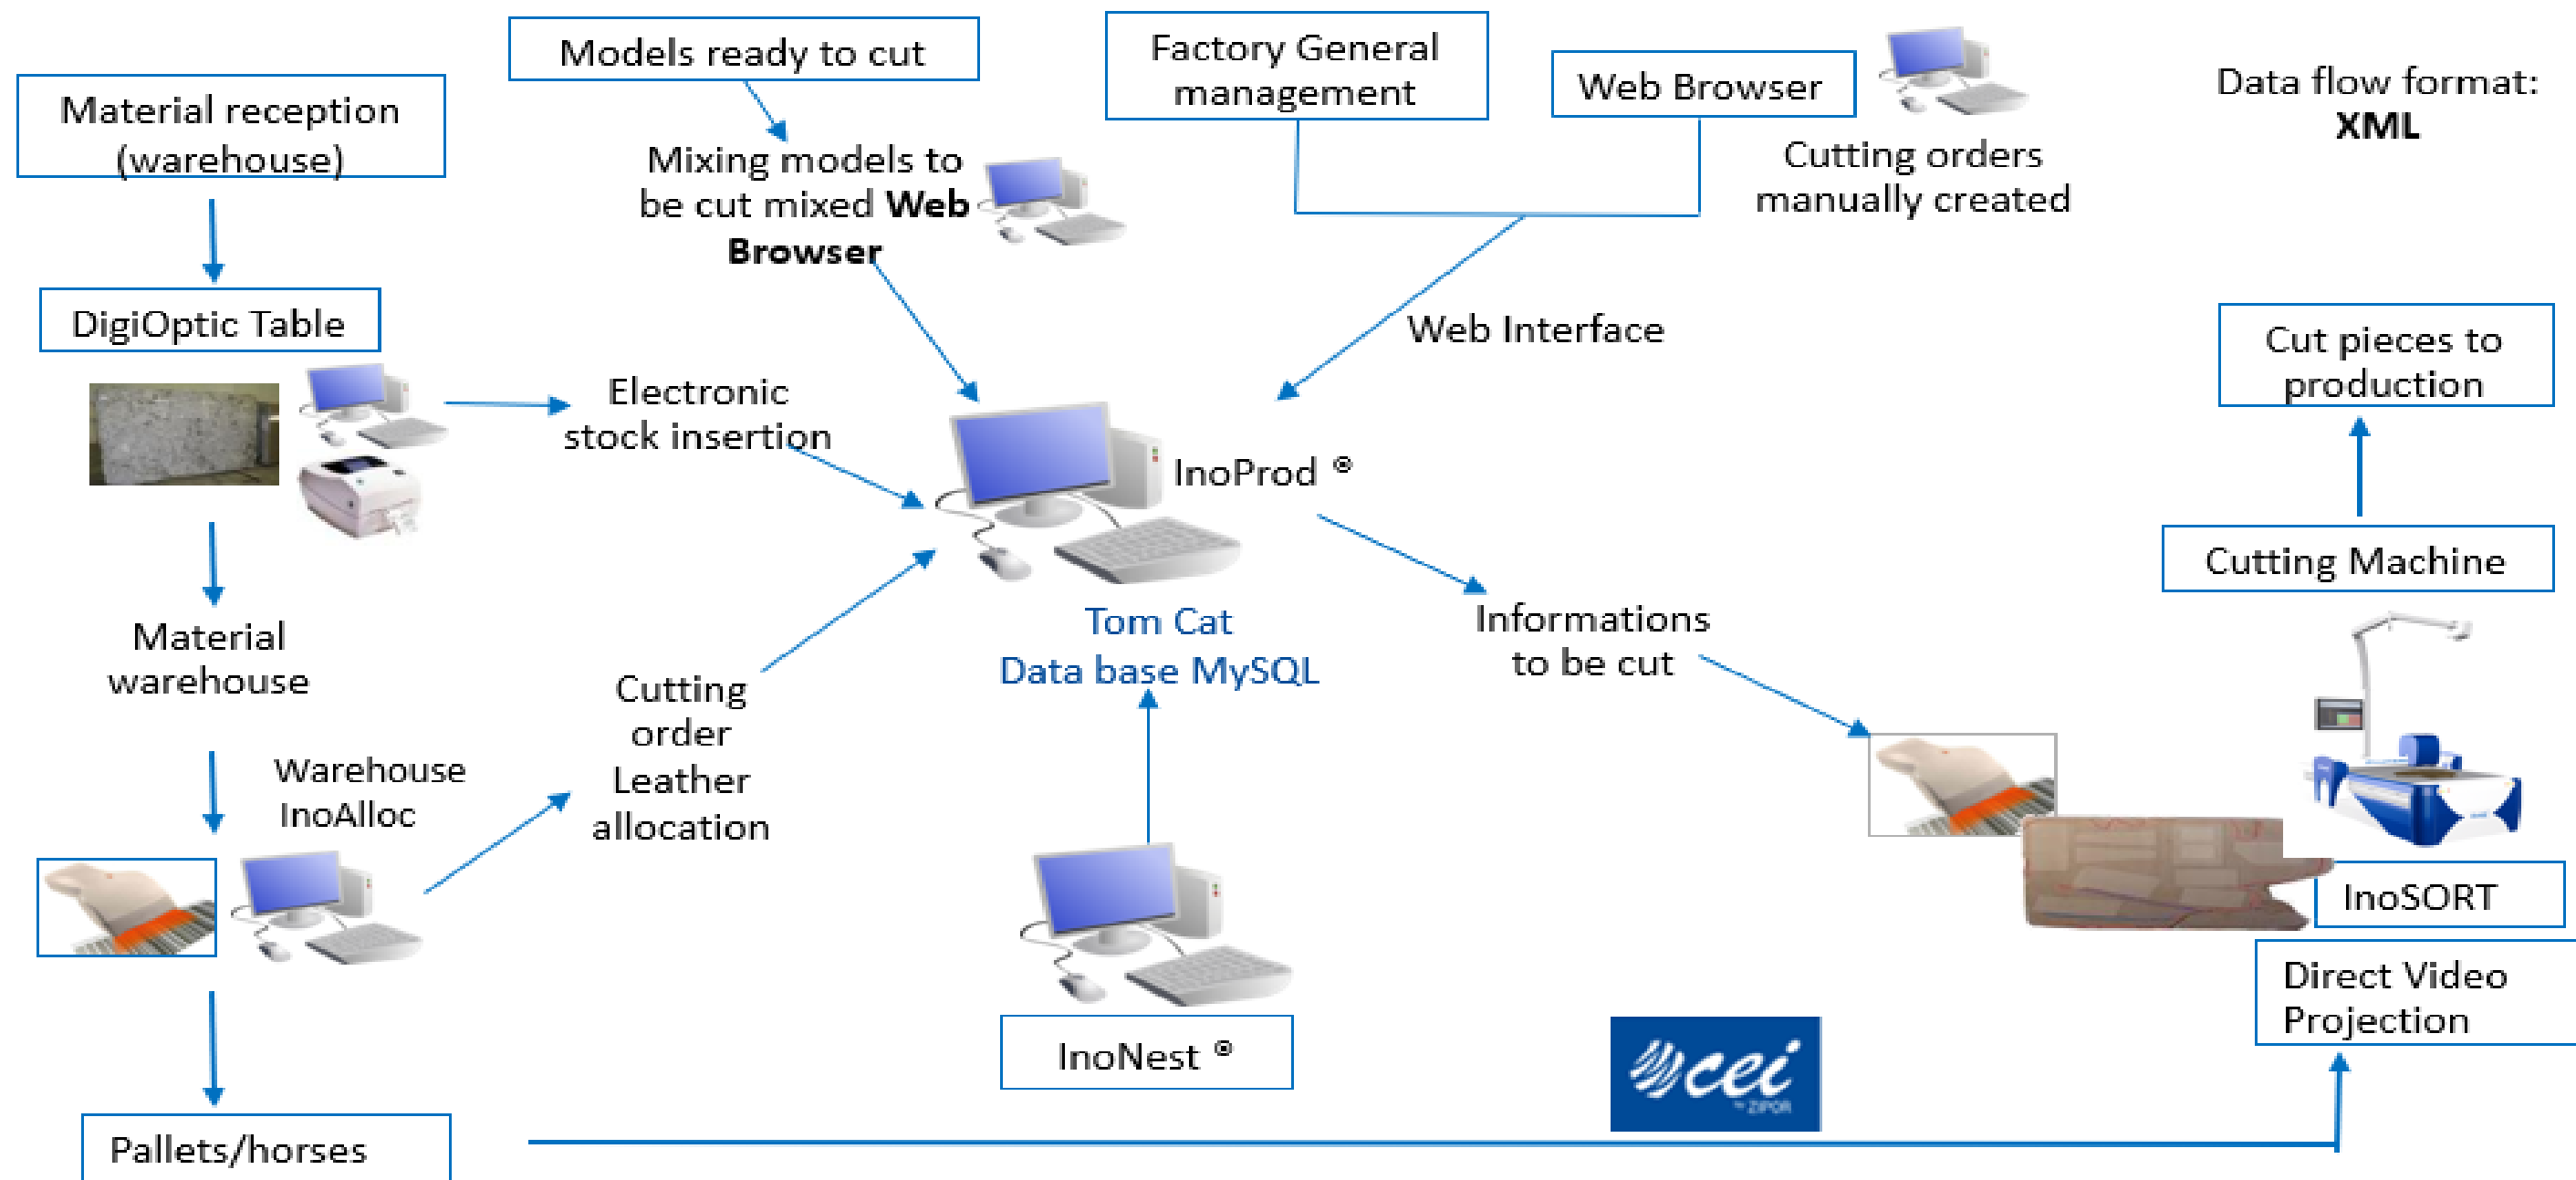 Models ready to cut
Factory General
management
Web Browser
Data flow format:
XML
Material reception
(warehouse)
Mixing models to
be cut mixed Web
Browser
Cutting orders
manually created
DigiOptic Table
Web Interface
Cut pieces to
production
Electronic
stock insertion
InoProd ®
Cutting Machine
Tom Cat
Data base MySQL
Informations
to be cut
Material
warehouse
Cutting
order
Leather
allocation
Warehouse
InoAlloc
InoSORT
Direct Video
Projection
InoNest ®
cei
by ZIPOR
Pallets/horses